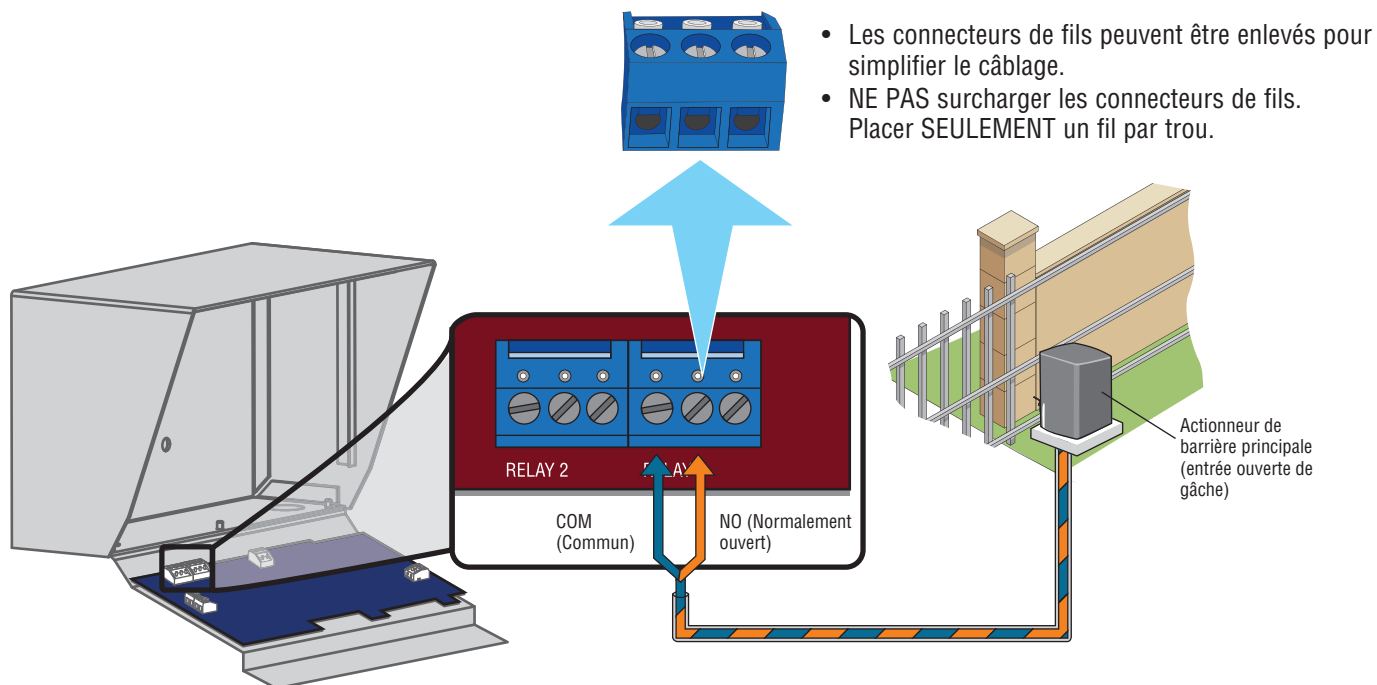 • Les connecteurs de fils peuvent être enlevés pour
simplifier le câblage.
• NE PAS surcharger les connecteurs de fils.
Placer SEULEMENT un fil par trou.
RELAY 2
COM
(Commun)
NO (Normalement
ouvert)
Actionneur de
barrière principale
(entrée ouverte de
gâche)